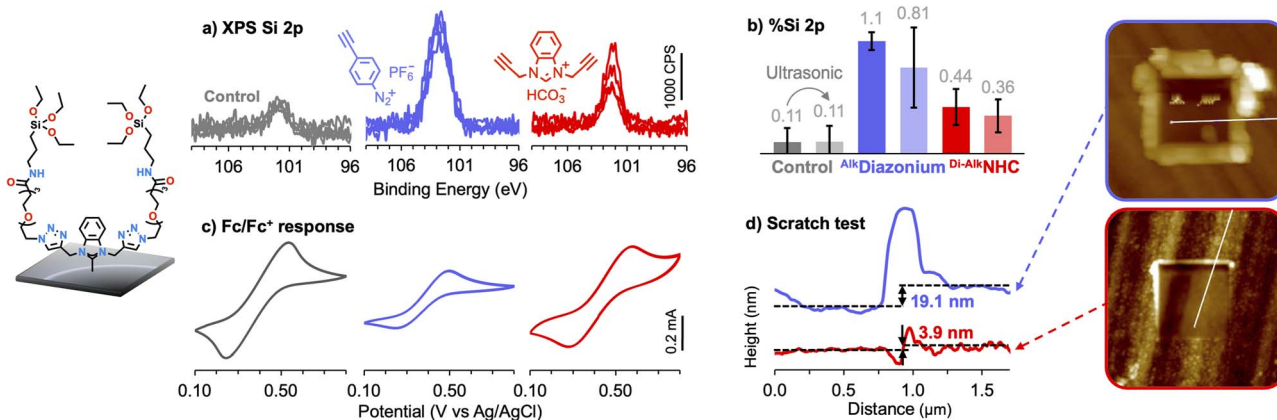 a) XPS Si 2p
Control
PF6−
N2+
HCO3−
N
N
+
1000 CPS
106 101 96
106 101 96
106 101 96
Binding Energy (eV)
b) %Si 2p
Ultrasonic
0.11 0.11 1.1 0.81 0.44 0.36
Control AlkDiazonium Di-AlkNHC
O O
O Si
Si O
O
O
NH
HN
O
O
3
3
O
O
N N N
N N
N N N
c) Fc/Fc+ response
0.2 mA
0.10 0.50
0.10 0.50
0.10 0.50
Potential (V vs Ag/AgCl)
d) Scratch test
19.1 nm
3.9 nm
Height (nm)
0.0 0.5 1.0 1.5
Distance (μm)